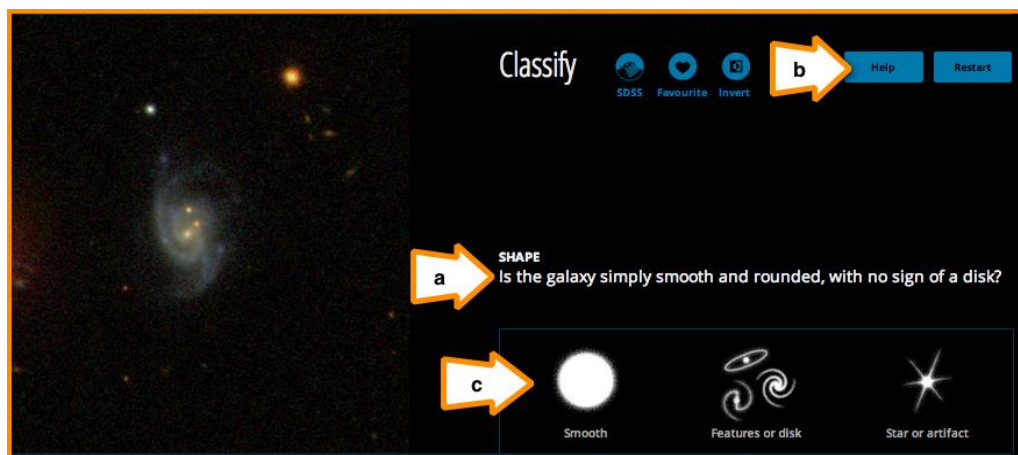 Classify
SDSS Favourite Invert
b
Help Restart
SHAPE
a
Is the galaxy simply smooth and rounded, with no sign of a disk?
c
Smooth Features or disk Star or artifact